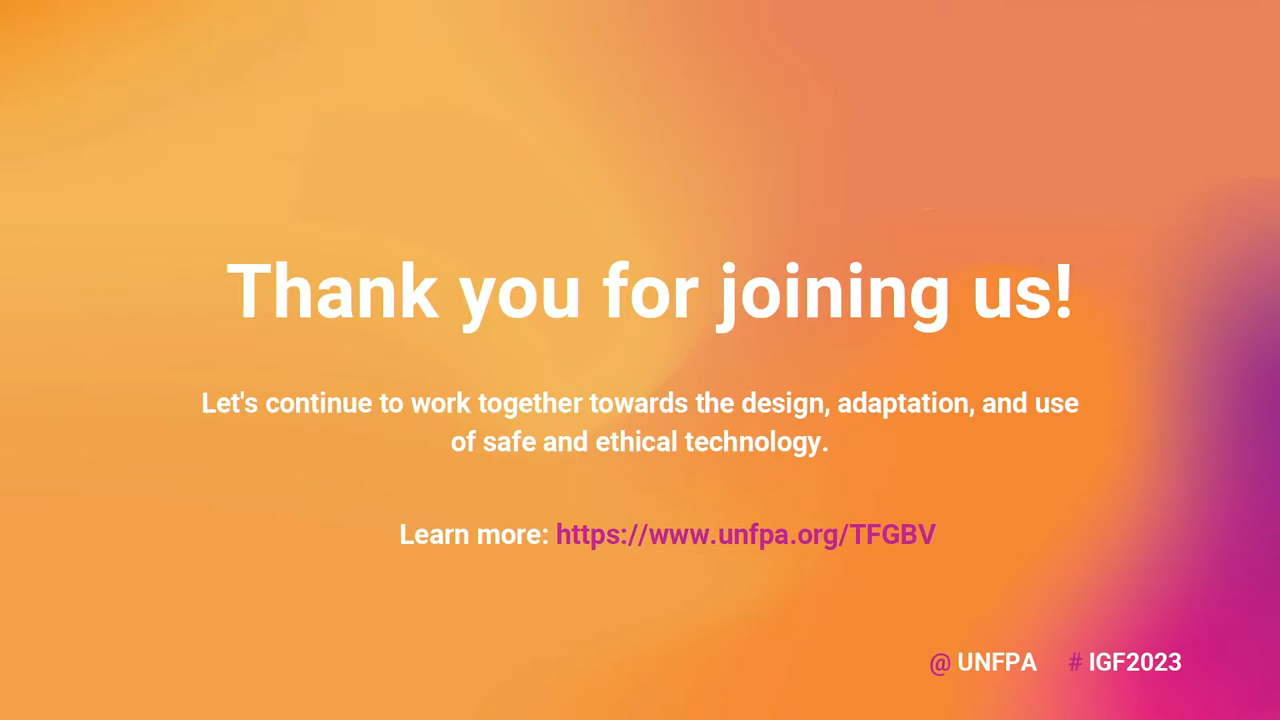 Thank you for joining us!
Let's continue to work together towards the design, adaptation, and use
of safe and ethical technology.
Learn more: https://www.unfpa.org/TFGBV
@ UNFPA # IGF2023